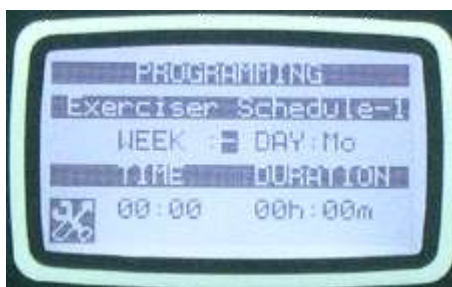 PROGRAMMING
Exerciser Schedule-1
WEEK : DAY:Mo
TIME DURATION
00:00 00h:00m